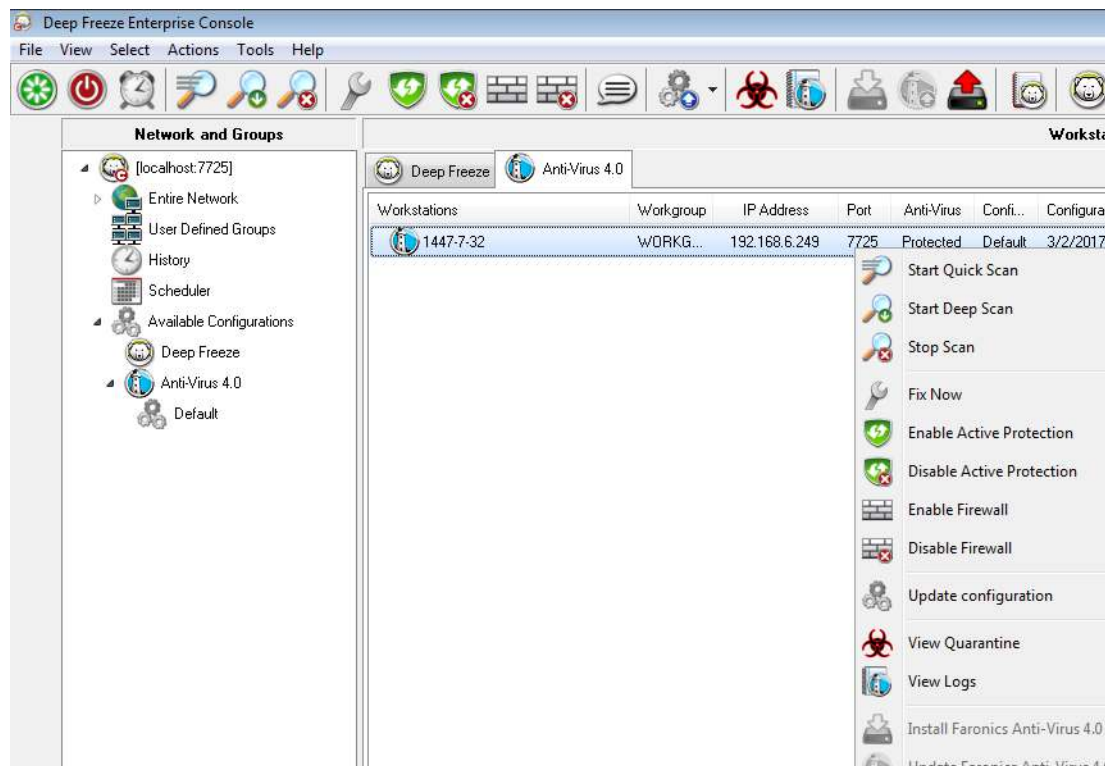 Deep Freeze Enterprise Console
File View Select Actions Tools Help
Network and Groups
Worksta
[localhost:7725]
Entire Network
User Defined Groups
History
Scheduler
Available Configurations
Deep Freeze
Anti-Virus 4.0
Default
Deep Freeze
Anti-Virus 4.0
Workstations Workgroup IP Address Port Anti-Virus Confi... Configura
1447-7-32 WORKG... 192.168.6.249 7725 Protected Default 3/2/2017
Start Quick Scan
Start Deep Scan
Stop Scan
Fix Now
Enable Active Protection
Disable Active Protection
Enable Firewall
Disable Firewall
Update configuration
View Quarantine
View Logs
Install Faronics Anti-Virus 4.0